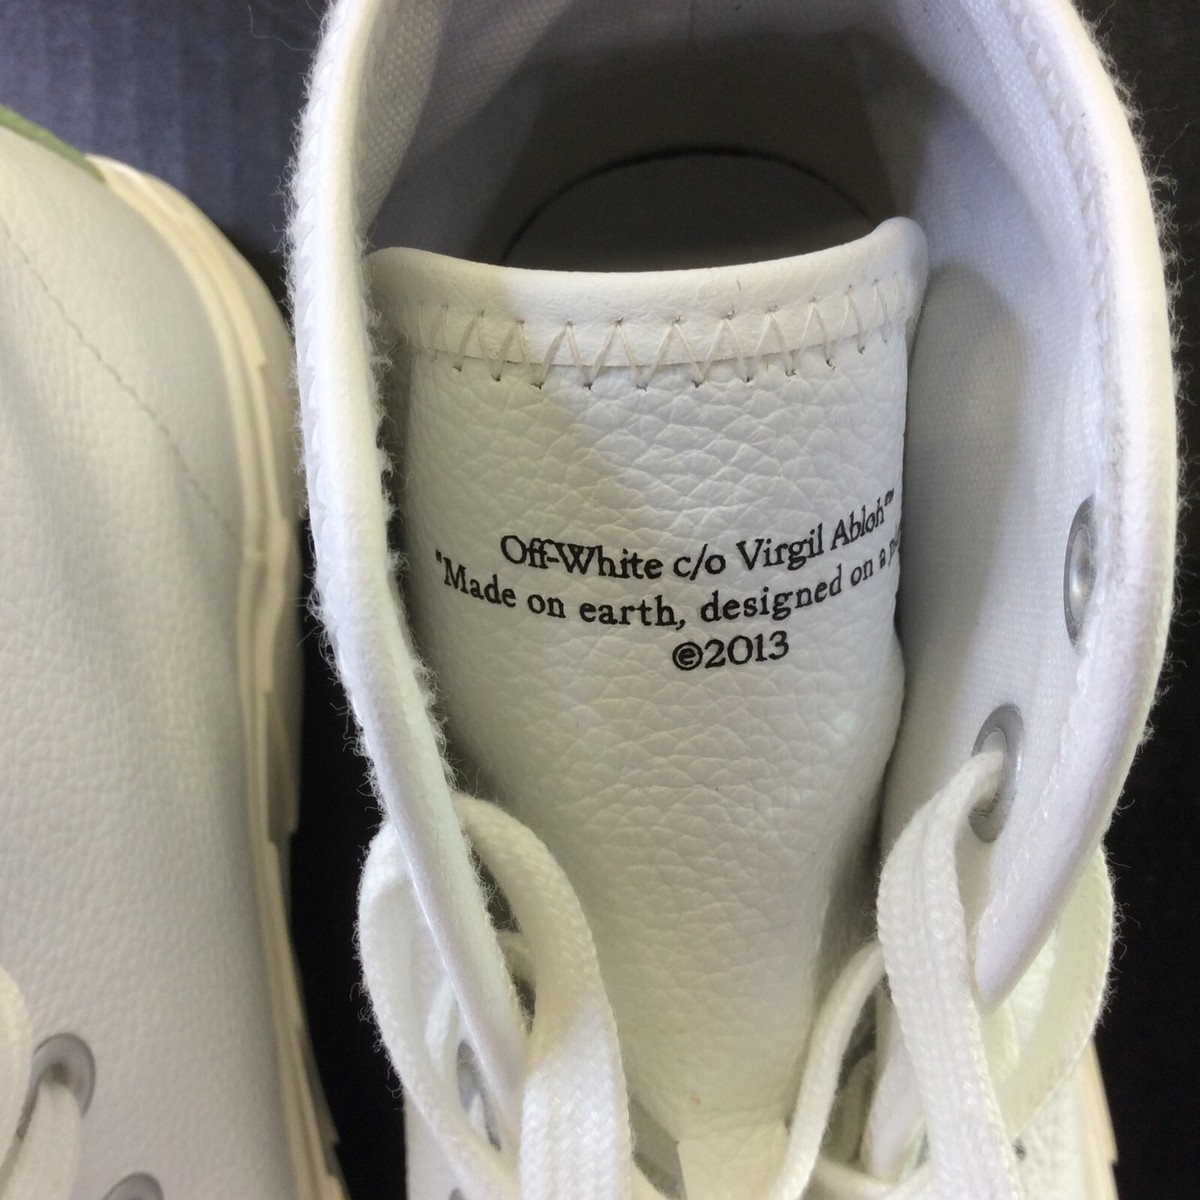 Off-White c/o Virgil Abloh™
"Made on earth, designed on a
©2013